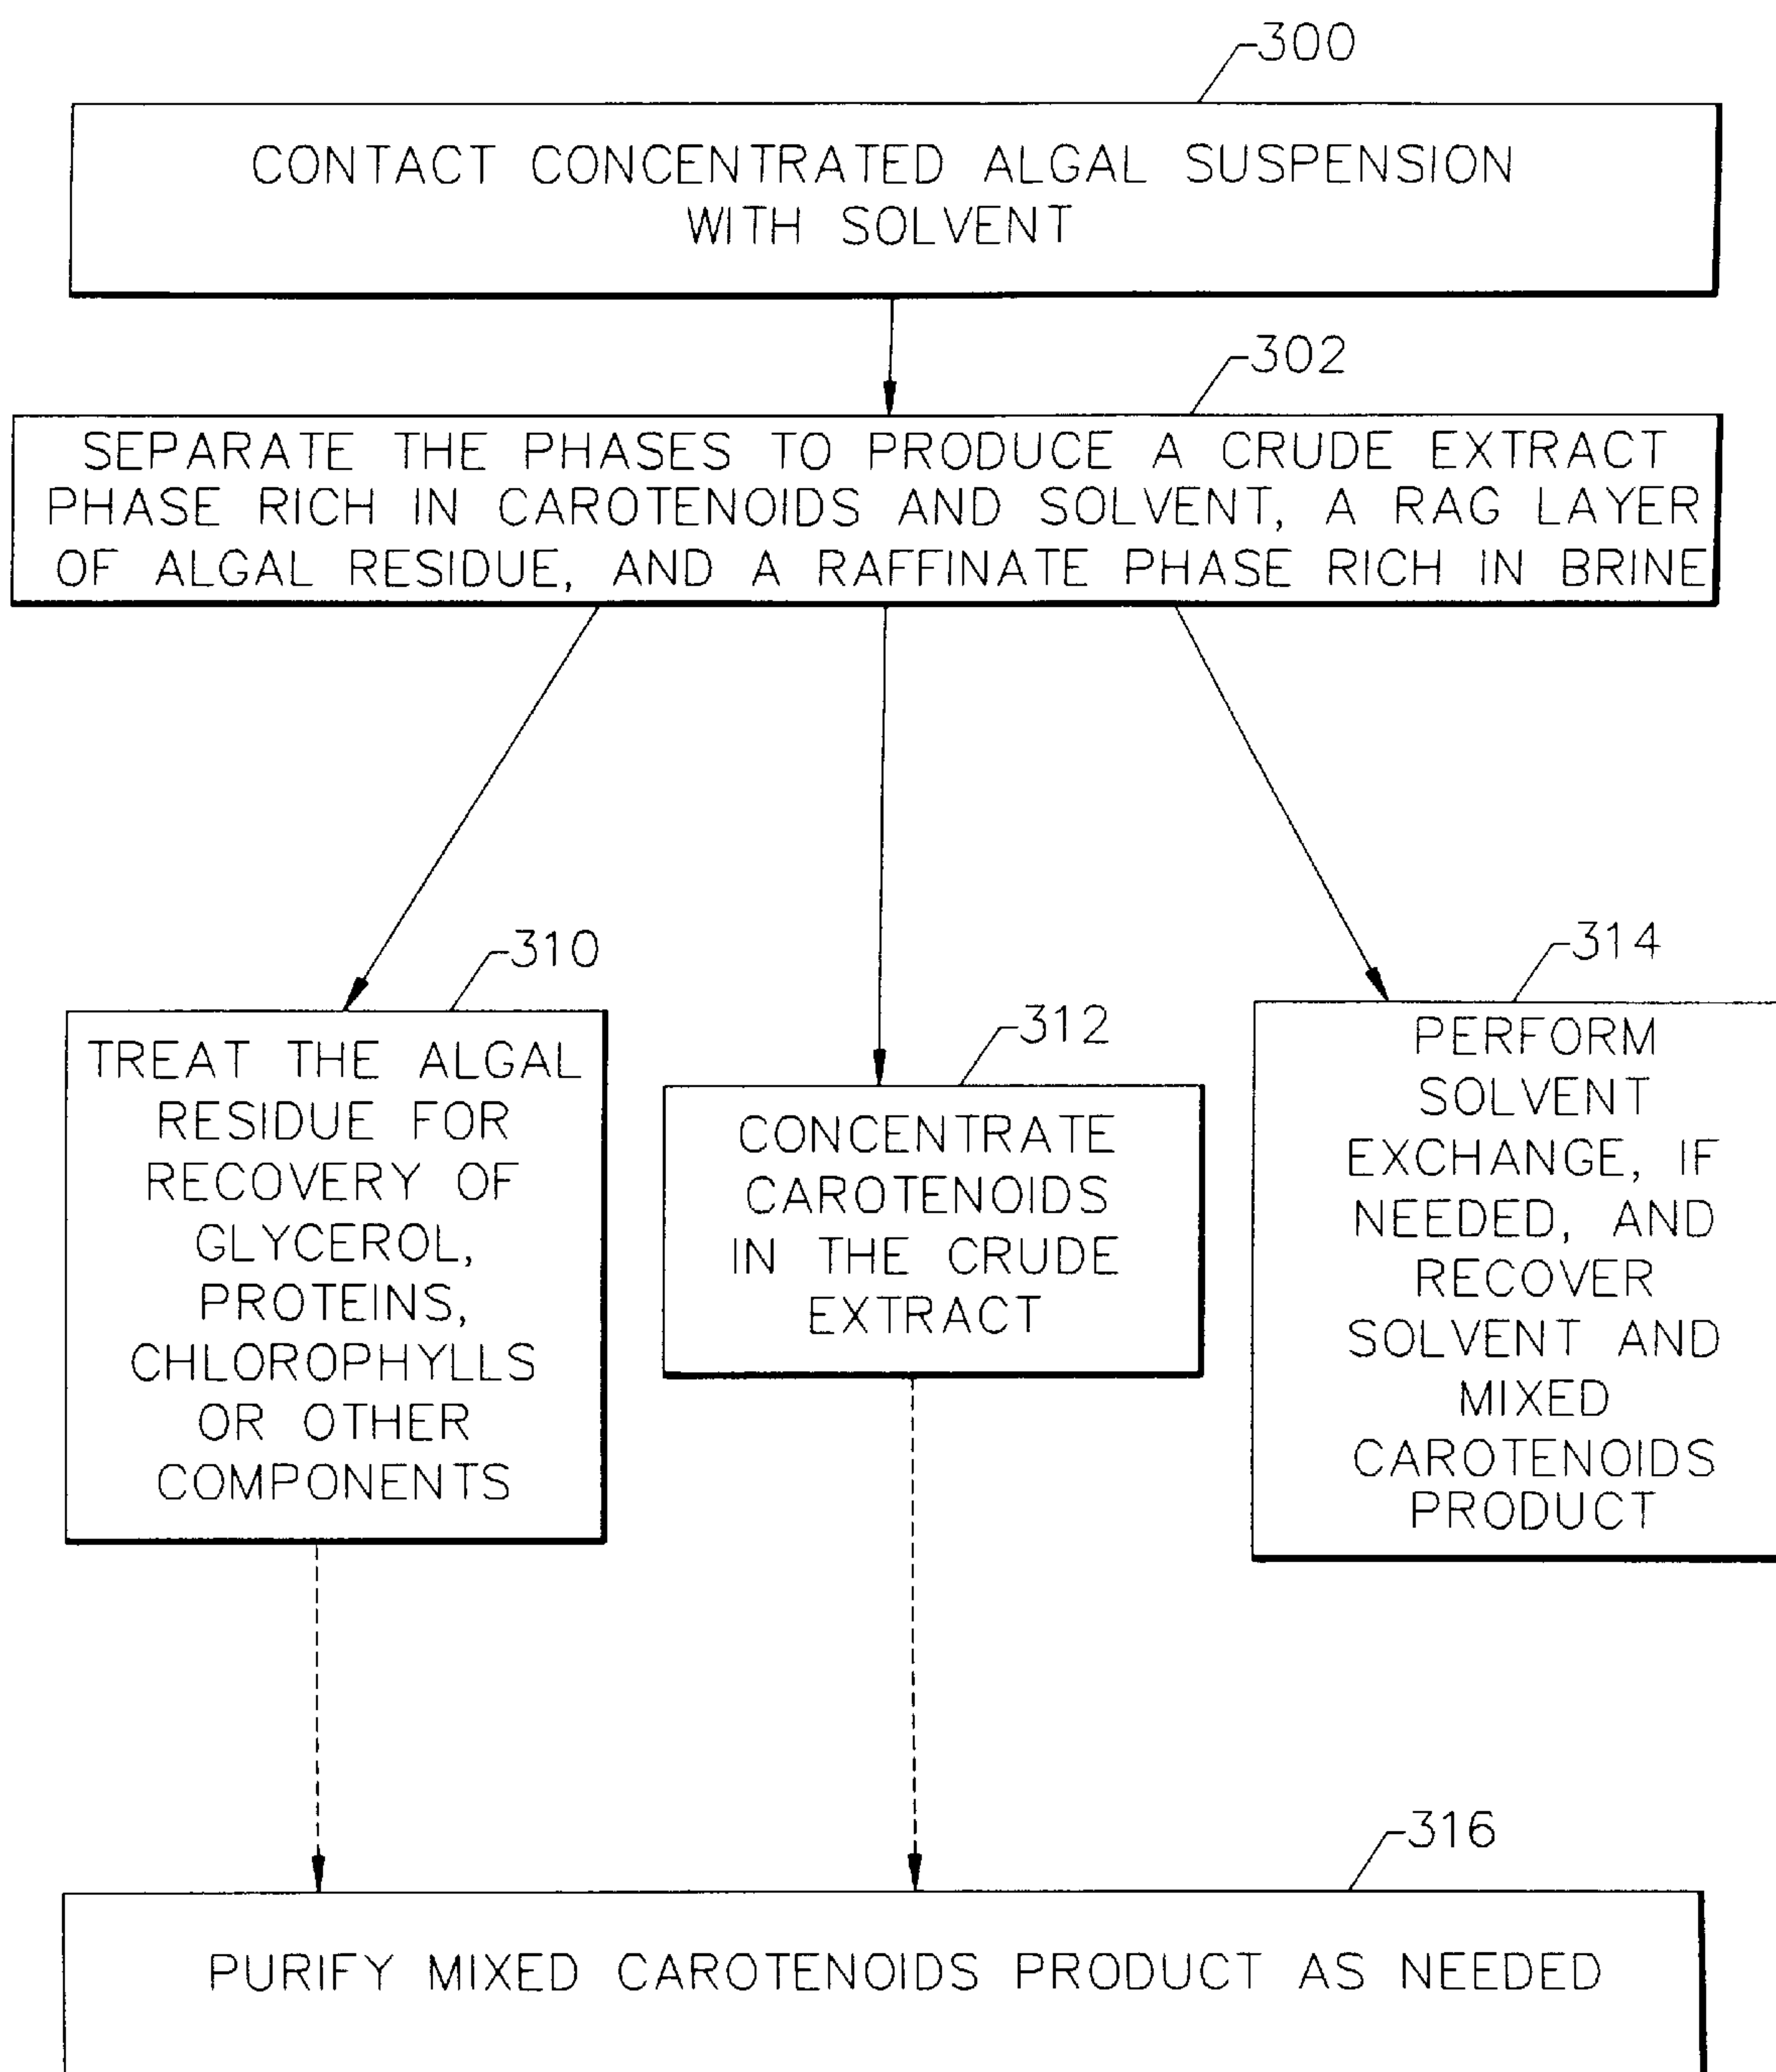 300
CONTACT CONCENTRATED ALGAL SUSPENSION
WITH SOLVENT
302
SEPARATE THE PHASES TO PRODUCE A CRUDE EXTRACT
PHASE RICH IN CAROTENOIDS AND SOLVENT, A RAG LAYER
OF ALGAL RESIDUE, AND A RAFFINATE PHASE RICH IN BRINE
310
TREAT THE ALGAL
RESIDUE FOR
RECOVERY OF
GLYCEROL,
PROTEINS,
CHLOROPHYLLS
OR OTHER
COMPONENTS
312
CONCENTRATE
CAROTENOIDS
IN THE CRUDE
EXTRACT
314
PERFORM
SOLVENT
EXCHANGE, IF
NEEDED, AND
RECOVER
SOLVENT AND
MIXED
CAROTENOIDS
PRODUCT
316
PURIFY MIXED CAROTENOIDS PRODUCT AS NEEDED